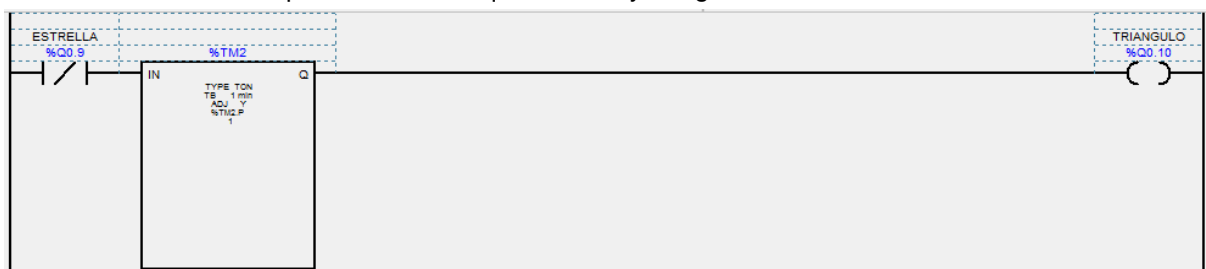 ESTRELLA
TRIANGULO
%Q0.9
%TM2
%Q0.10
IN
Q
TYPE TON
TB 1 min
ADJ Y
%TM2.P
1